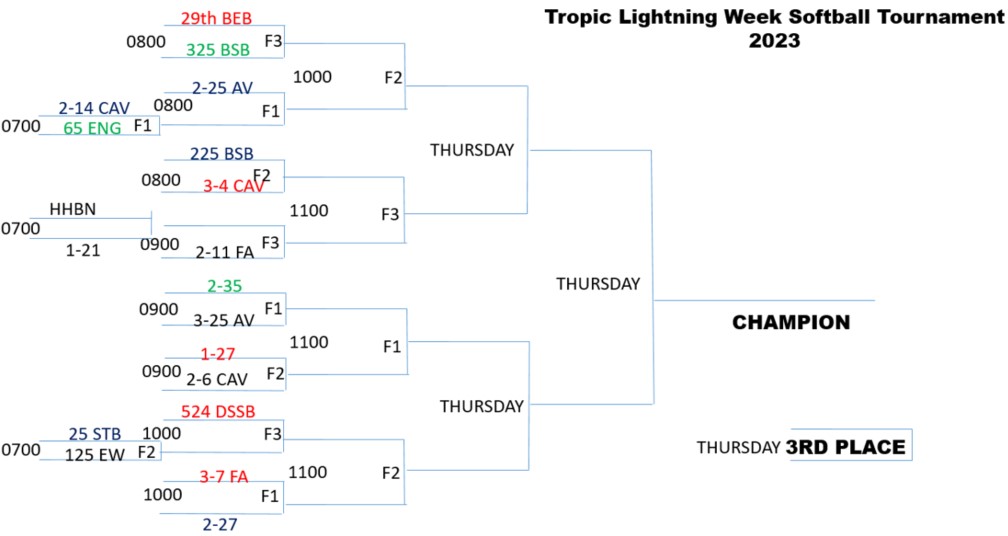 Tropic Lightning Week Softball Tournament
2023
29th BEB
0800
F3
325 BSB
1000
F2
2-25 AV
0800
F1
2-14 CAV
0700
65 ENG
F1
THURSDAY
225 BSB
F2
0800
3-4 CAV
1100
F3
HHBN
0700
1-21
0900
2-11 FA
F3
THURSDAY
2-35
0900
F1
3-25 AV
1100
F1
1-27
0900
2-6 CAV
F2
CHAMPION
THURSDAY
524 DSSB
25 STB
1000
F3
0700
125 EW
F2
3-7 FA
1100
F2
1000
F1
2-27
THURSDAY 3RD PLACE